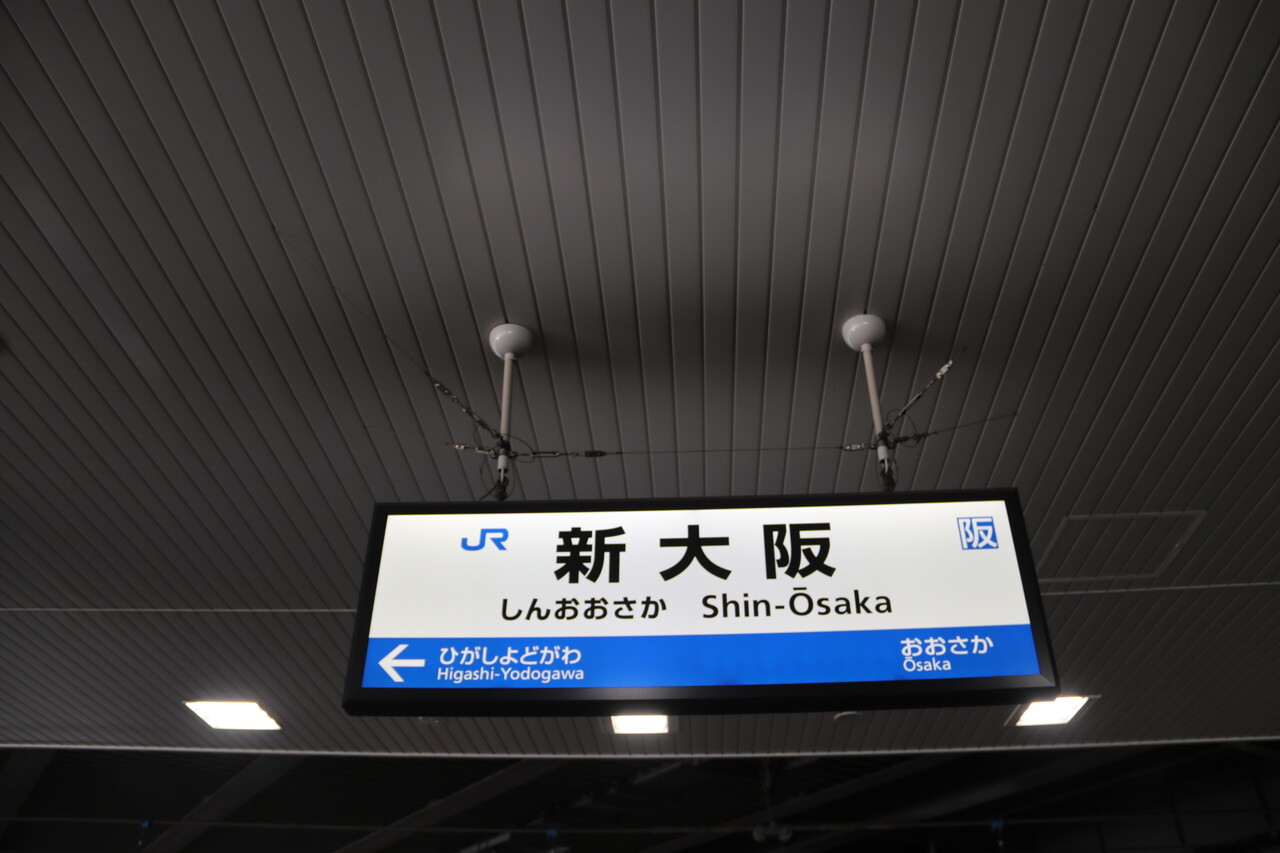 JR 新大阪 阪
しんおおさか Shin-Ōsaka
← ひがしよどがわ おおさか
Higashi-Yodogawa Ōsaka